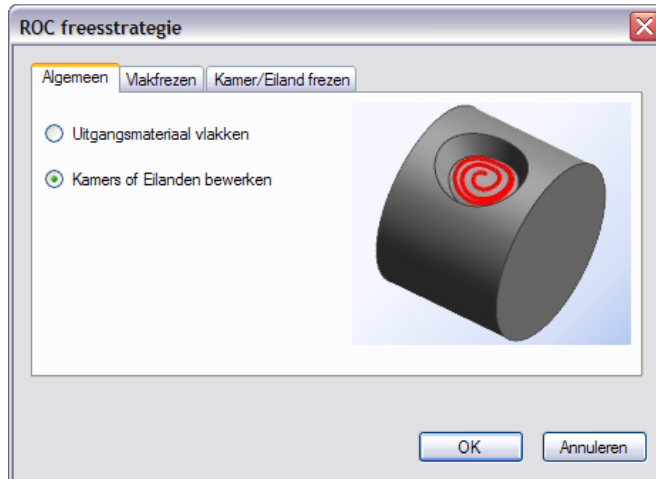 ROC freesstrategie
Algemeen Vlakfrezen Kamer/Eiland frezen
Uitgangsmateriaal vlakken
Kamers of Eilanden bewerken
OK Annuleren